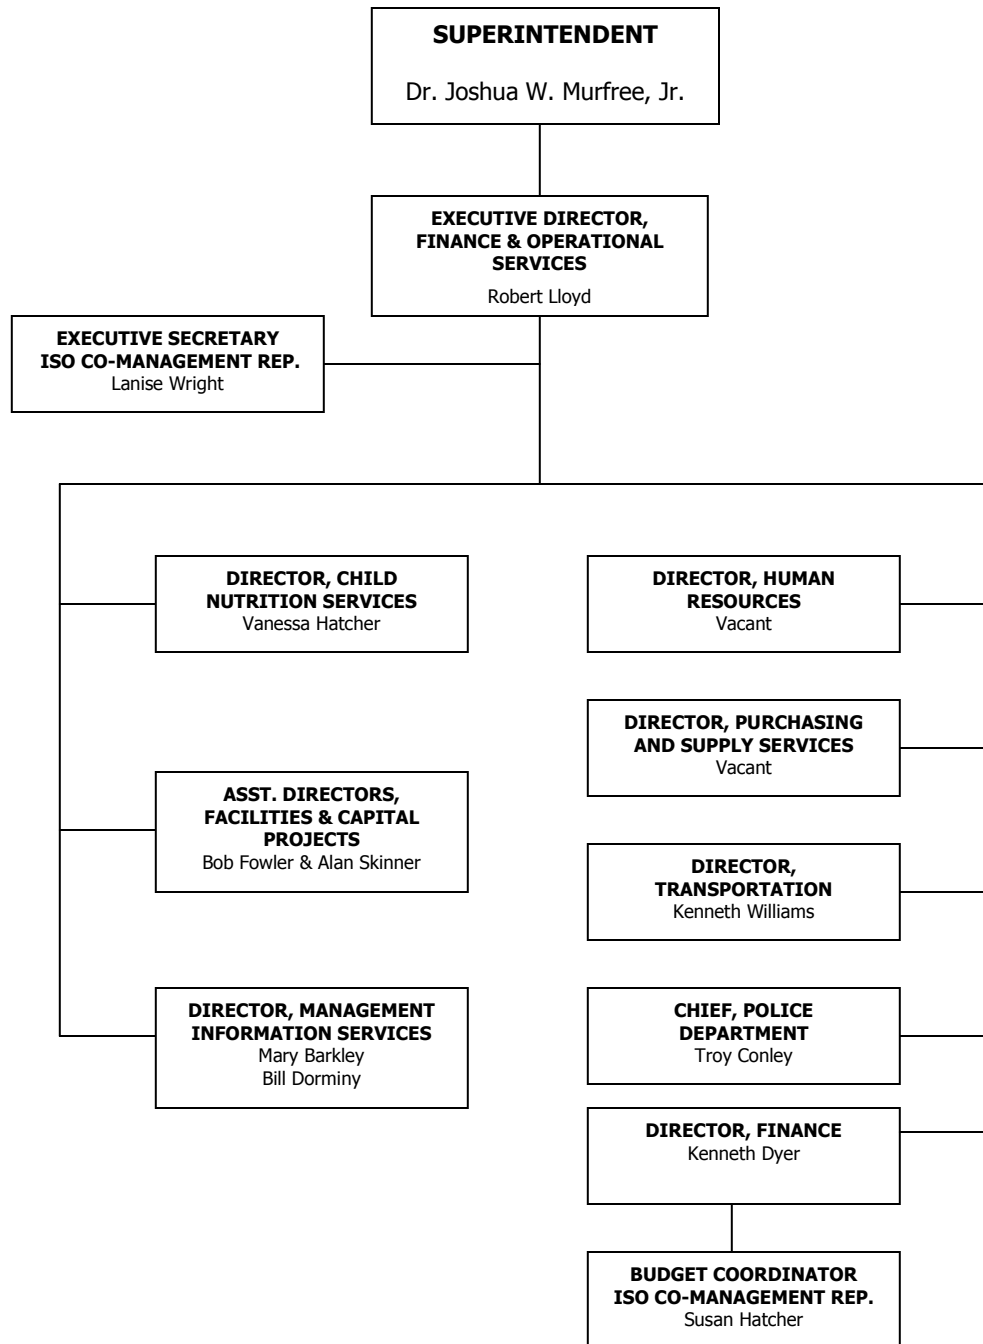 SUPERINTENDENT
Dr. Joshua W. Murfree, Jr.
EXECUTIVE DIRECTOR,
FINANCE & OPERATIONAL
SERVICES
Robert Lloyd
EXECUTIVE SECRETARY
ISO CO-MANAGEMENT REP.
Lanise Wright
DIRECTOR, CHILD
NUTRITION SERVICES
Vanessa Hatcher
DIRECTOR, HUMAN
RESOURCES
Vacant
DIRECTOR, PURCHASING
AND SUPPLY SERVICES
Vacant
ASST. DIRECTORS,
FACILITIES & CAPITAL
PROJECTS
Bob Fowler & Alan Skinner
DIRECTOR,
TRANSPORTATION
Kenneth Williams
DIRECTOR, MANAGEMENT
INFORMATION SERVICES
Mary Barkley
Bill Dorminy
CHIEF, POLICE
DEPARTMENT
Troy Conley
DIRECTOR, FINANCE
Kenneth Dyer
BUDGET COORDINATOR
ISO CO-MANAGEMENT REP.
Susan Hatcher